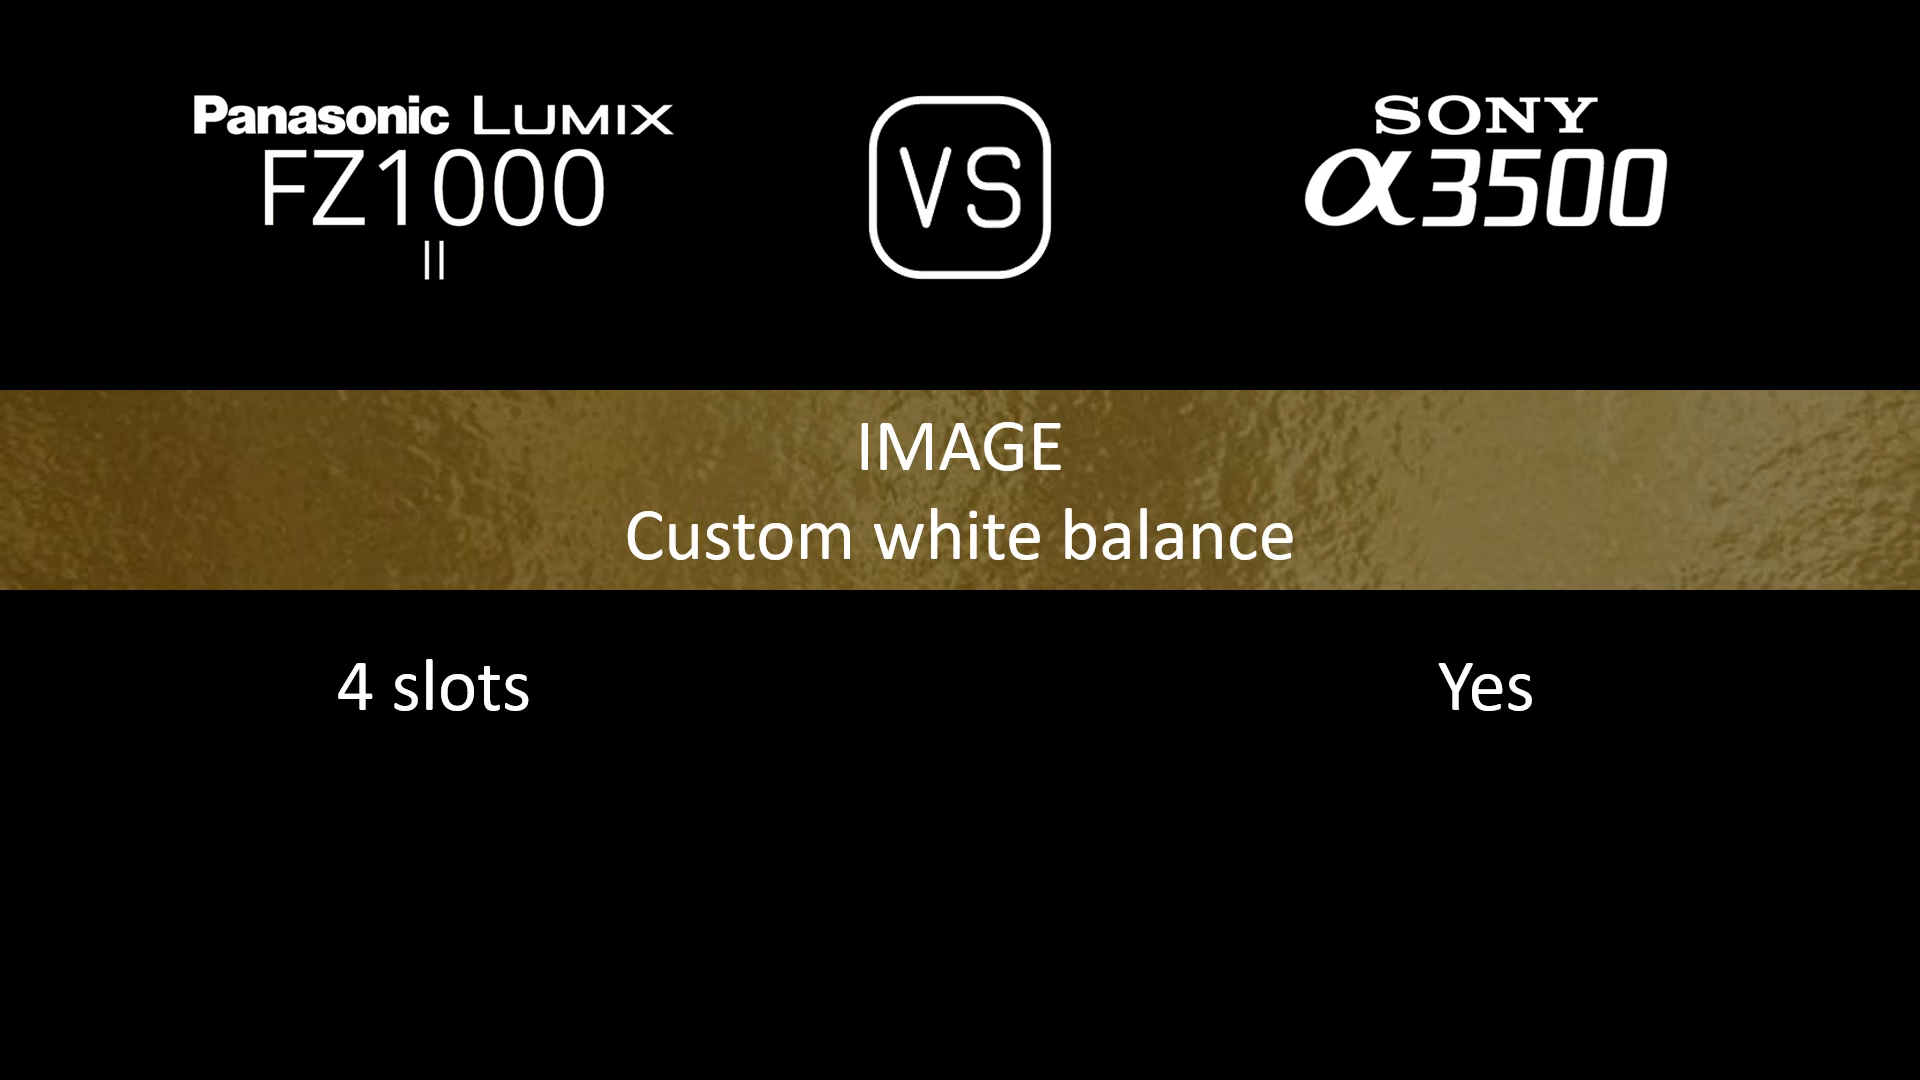 Panasonic LUMIX
FZ1000
II
VS
SONY
α3500
IMAGE
Custom white balance
4 slots
Yes